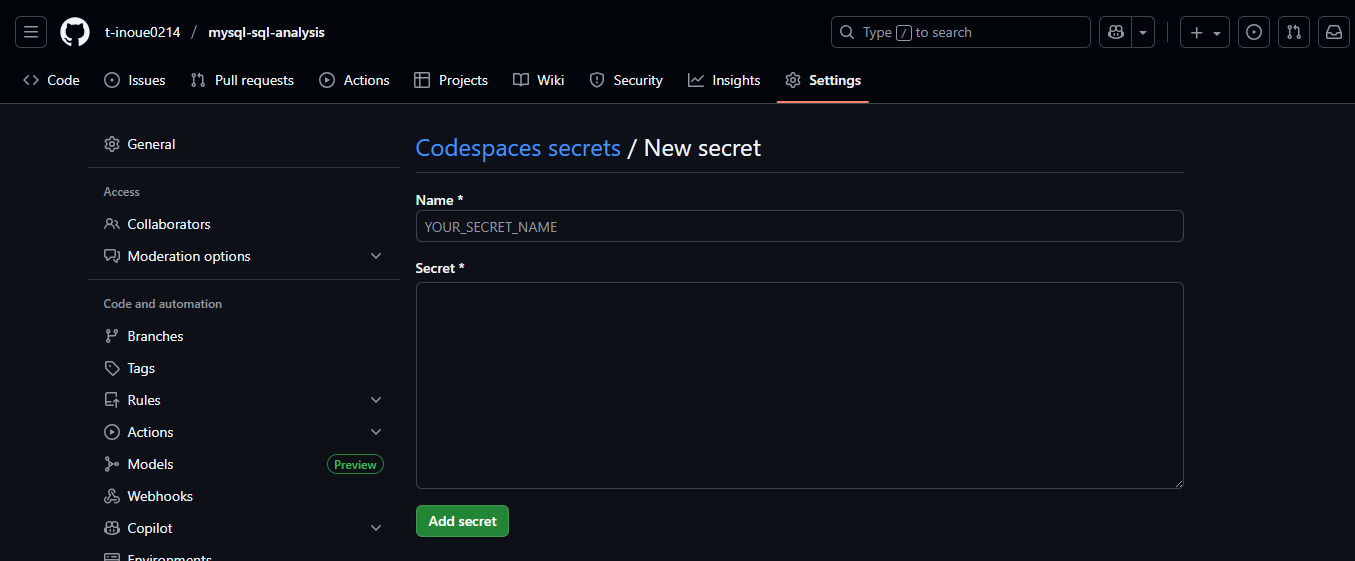 t-inoue0214 / mysql-sql-analysis
Type / to search
Code Issues Pull requests Actions Projects Wiki Security Insights Settings
General
Access
Collaborators
Moderation options
Code and automation
Branches
Tags
Rules
Actions
Models Preview
Webhooks
Copilot
Environments
Codespaces secrets / New secret
Name *
YOUR_SECRET_NAME
Secret *
Add secret